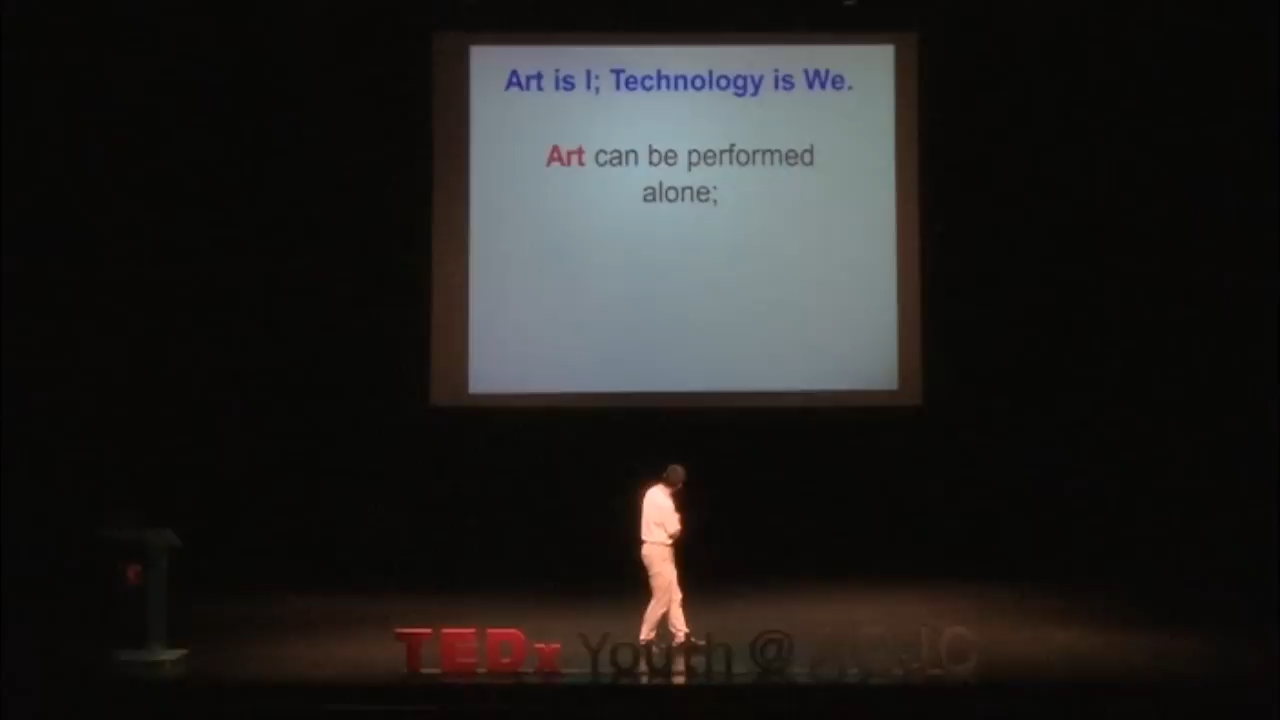 Art is I; Technology is We.
Art can be performed
alone;
TEDx Youth @